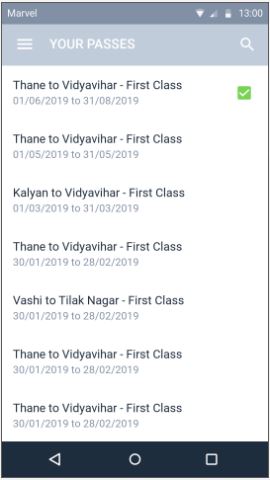 Marvel 13:00
YOUR PASSES
Thane to Vidyavihar - First Class
01/06/2019 to 31/08/2019
Thane to Vidyavihar - First Class
01/05/2019 to 31/05/2019
Kalyan to Vidyavihar - First Class
01/03/2019 to 31/03/2019
Thane to Vidyavihar - First Class
30/01/2019 to 28/02/2019
Vashi to Tilak Nagar - First Class
30/01/2019 to 28/02/2019
Thane to Vidyavihar - First Class
30/01/2019 to 28/02/2019
Thane to Vidyavihar - First Class
30/01/2019 to 28/02/2019